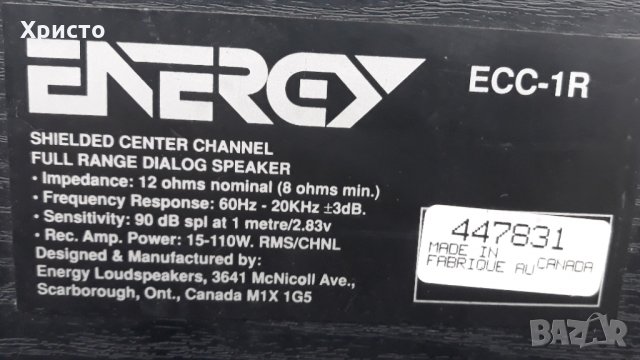 Христо
ENERGY
ECC-1R
SHIELDED CENTER CHANNEL
FULL RANGE DIALOG SPEAKER
• Impedance: 12 ohms nominal (8 ohms min.)
• Frequency Response: 60Hz - 20KHz ±3dB.
• Sensitivity: 90 dB spl at 1 metre/2.83v
• Rec. Amp. Power: 15-110W. RMS/CHNL
Designed & Manufactured by:
Energy Loudspeakers, 3641 McNicoll Ave.,
Scarborough, Ont., Canada M1X 1G5
447831
MADE IN
FABRIQUE AU CANADA
BAZAR